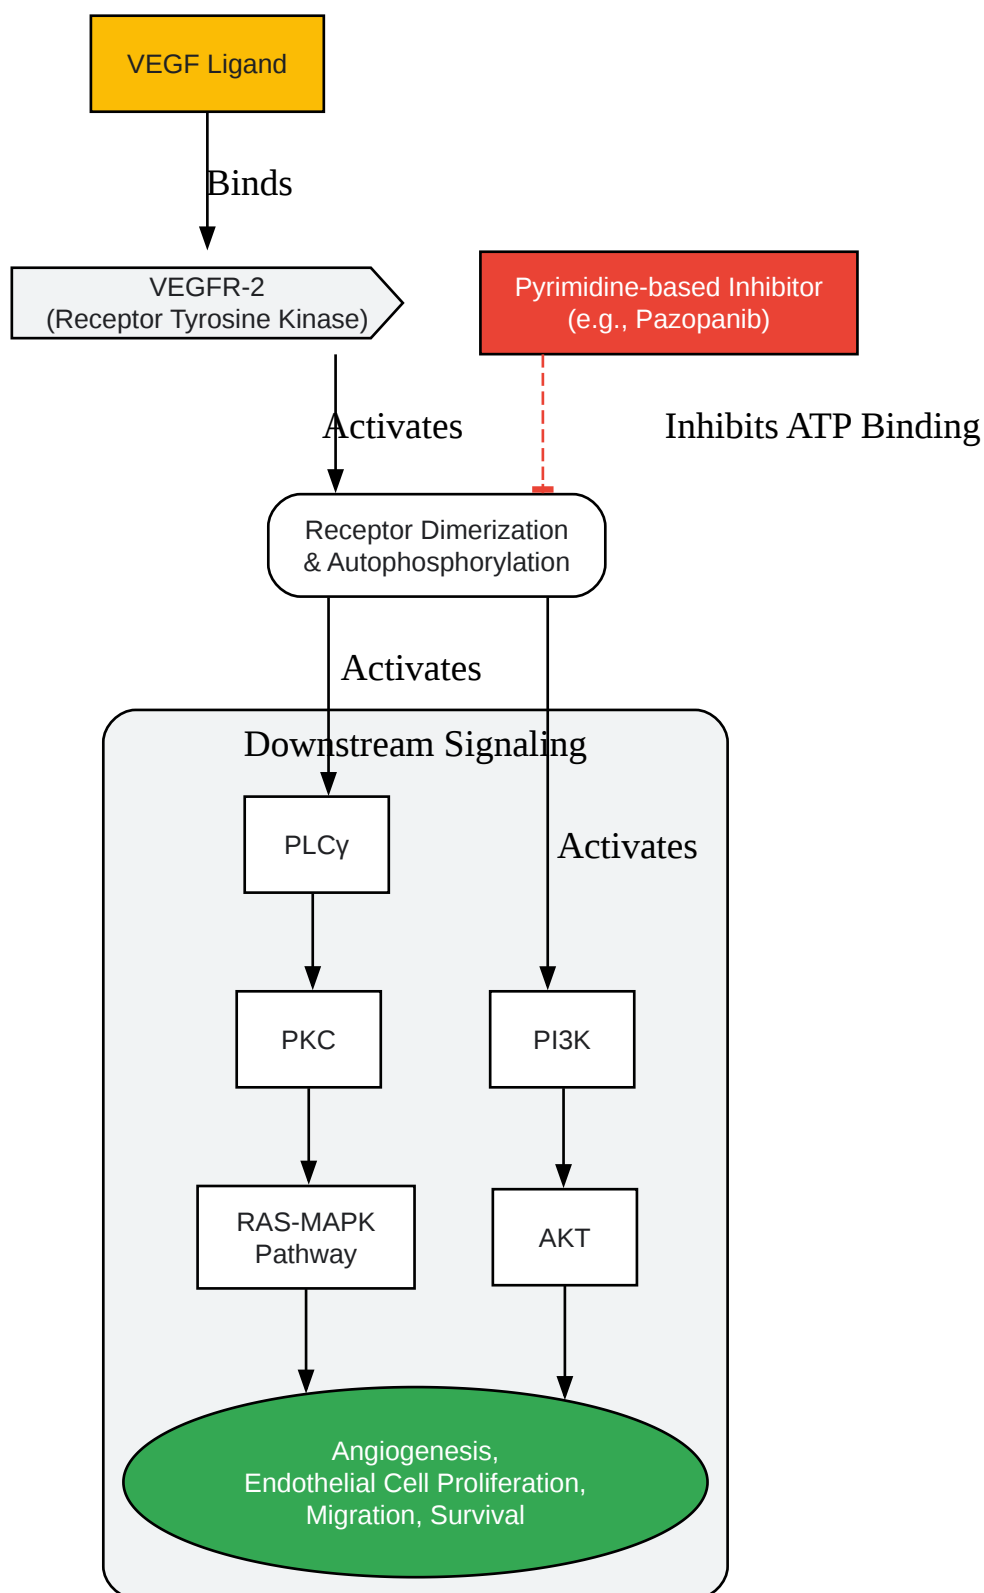 VEGF Ligand
Binds
VEGFR-2
(Receptor Tyrosine Kinase)
Pyrimidine-based Inhibitor
(e.g., Pazopanib)
Activates
Inhibits ATP Binding
Receptor Dimerization
& Autophosphorylation
Activates
Downstream Signaling
PLCγ
Activates
PKC
PI3K
RAS-MAPK
Pathway
AKT
Angiogenesis,
Endothelial Cell Proliferation,
Migration, Survival